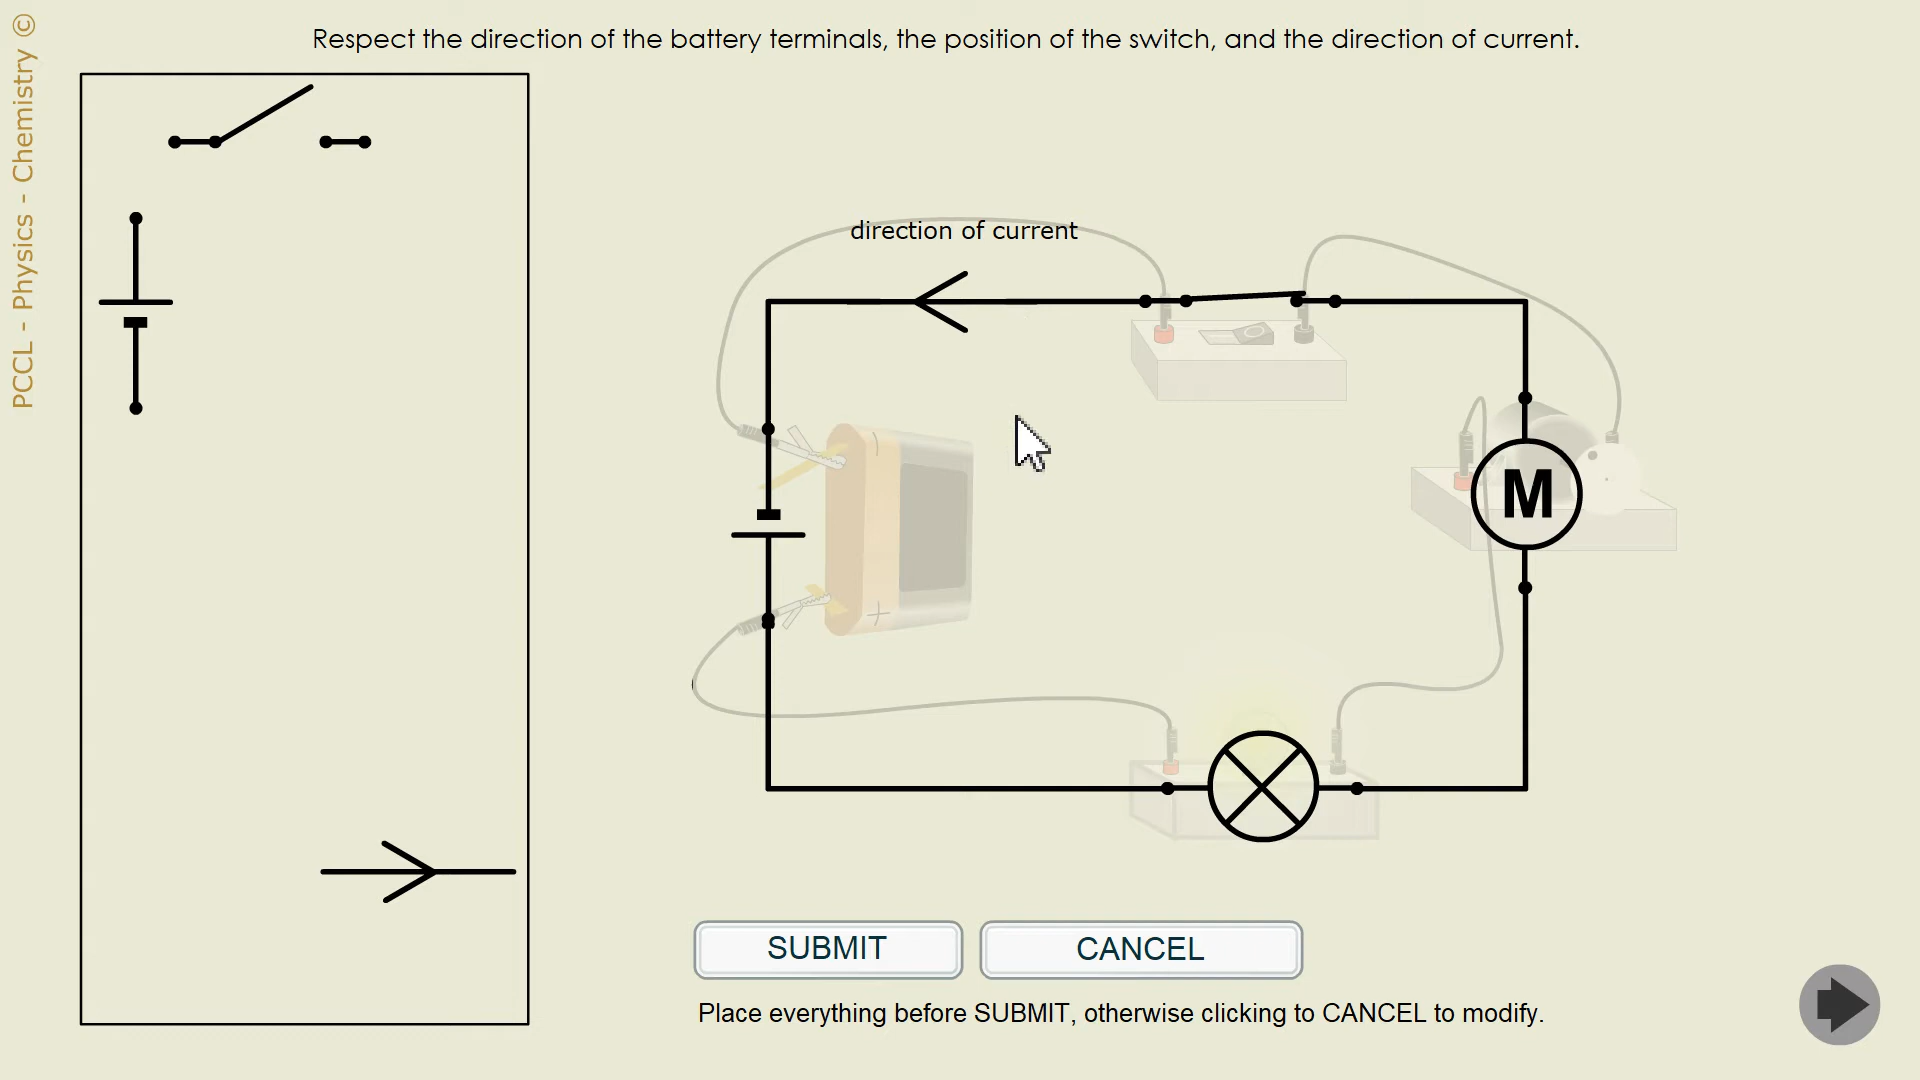 Respect the direction of the battery terminals, the position of the switch, and the direction of current.
PCCL - Physics - Chemistry ©
direction of current
M
SUBMIT
CANCEL
Place everything before SUBMIT, otherwise clicking to CANCEL to modify.